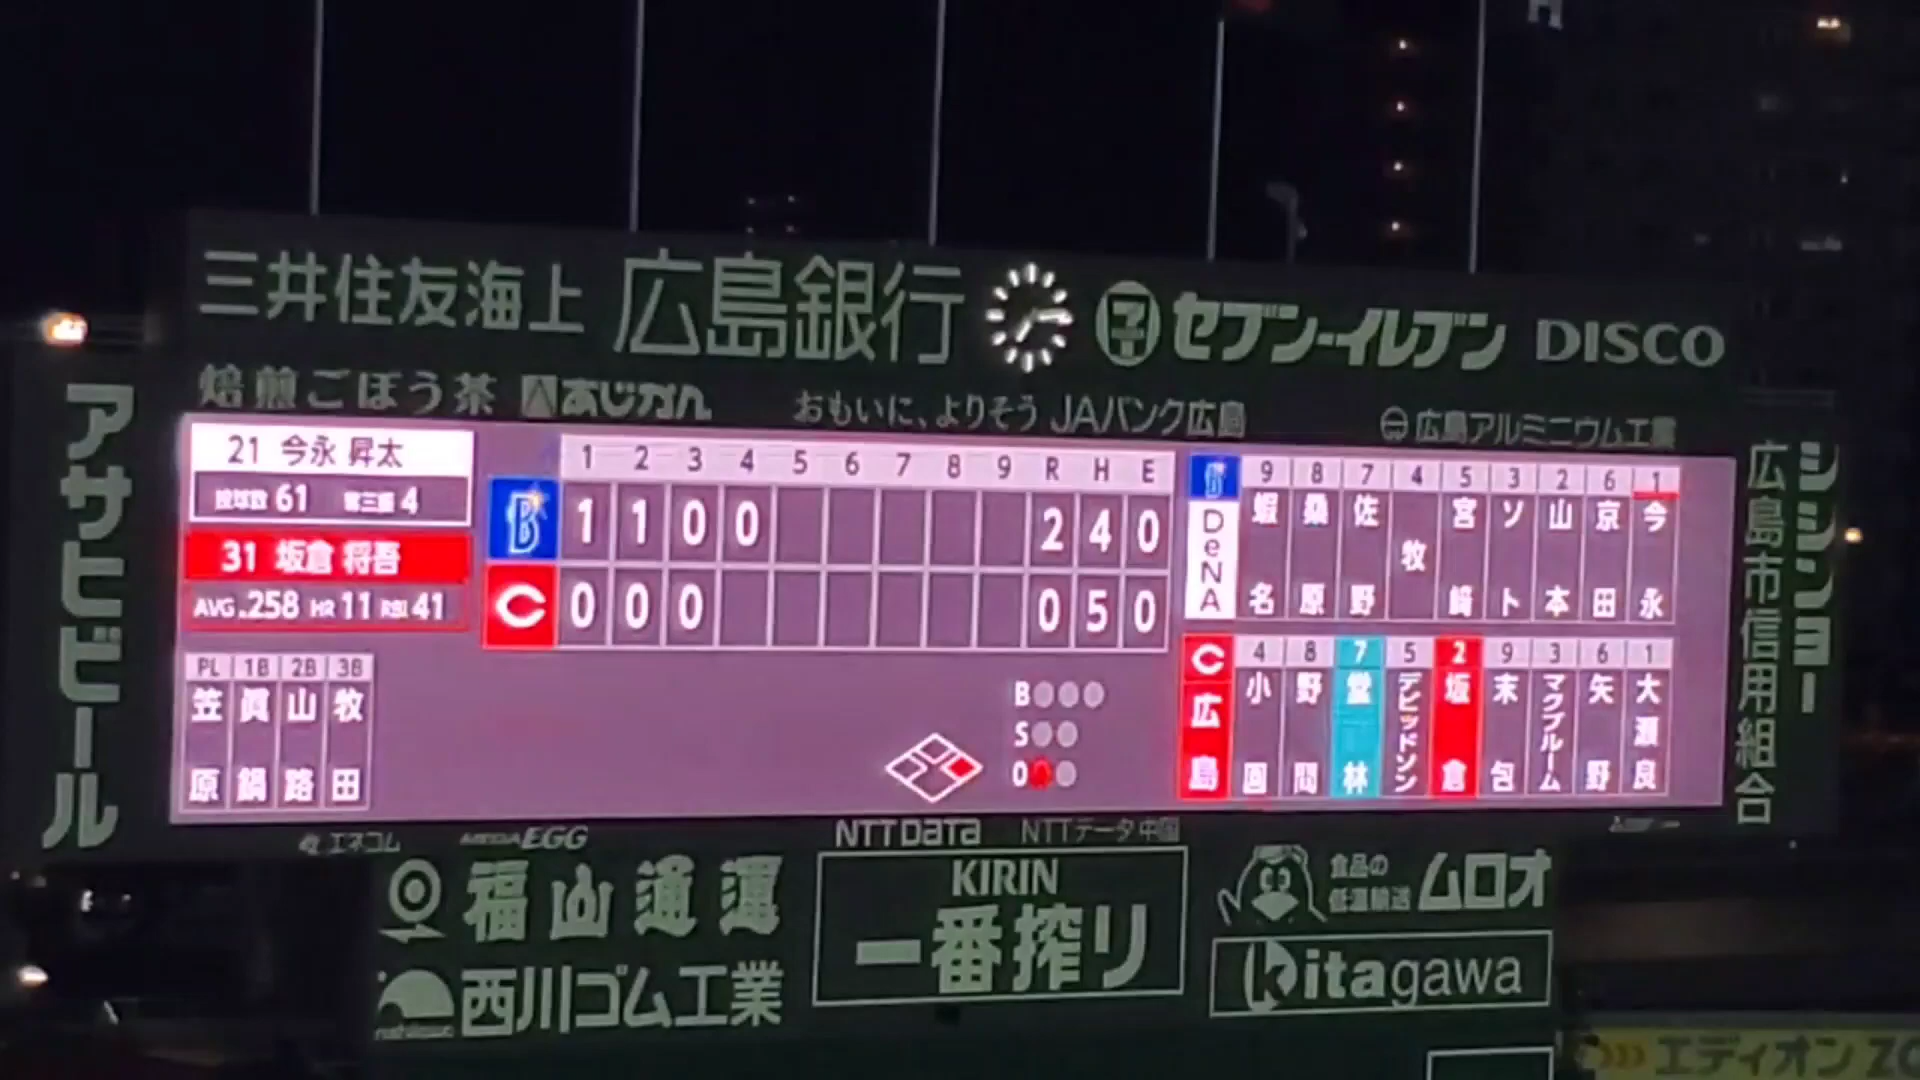 三井住友海上 広島銀行 セブン-イレブン DISCO
焙煎ごぼう茶 あじかん おもいに、よりそう JAバンク広島 広島アルミニウム工業
アサヒビール
21 今永 昇太
投球数 61 奪三振 4
31 坂倉 将吾
AVG .258 HR 11 RBI 41
PL 1B 2B 3B
笠原 眞鍋 山路 牧田
1 2 3 4 5 6 7 8 9 R H E
B 1 1 0 0 2 4 0
C 0 0 0 0 5 0
B
S
O
B 9 8 7 4 5 3 2 6 1
DeNA 蝦名 桑原 佐野 牧 宮﨑 ソト 山本 京田 今永
C 4 8 7 5 2 9 3 6 1
広島 小園 野間 堂林 デビッドソン 坂倉 末包 マクブルーム 矢野 大瀬良
広島市信用組合
シシンヨー
エネコム MEGA EGG NTT DATA NTTデータ中国
福山通運
西川ゴム工業
KIRIN
一番搾り
食品の
低温輸送 ムロオ
kitagawa
エディオン